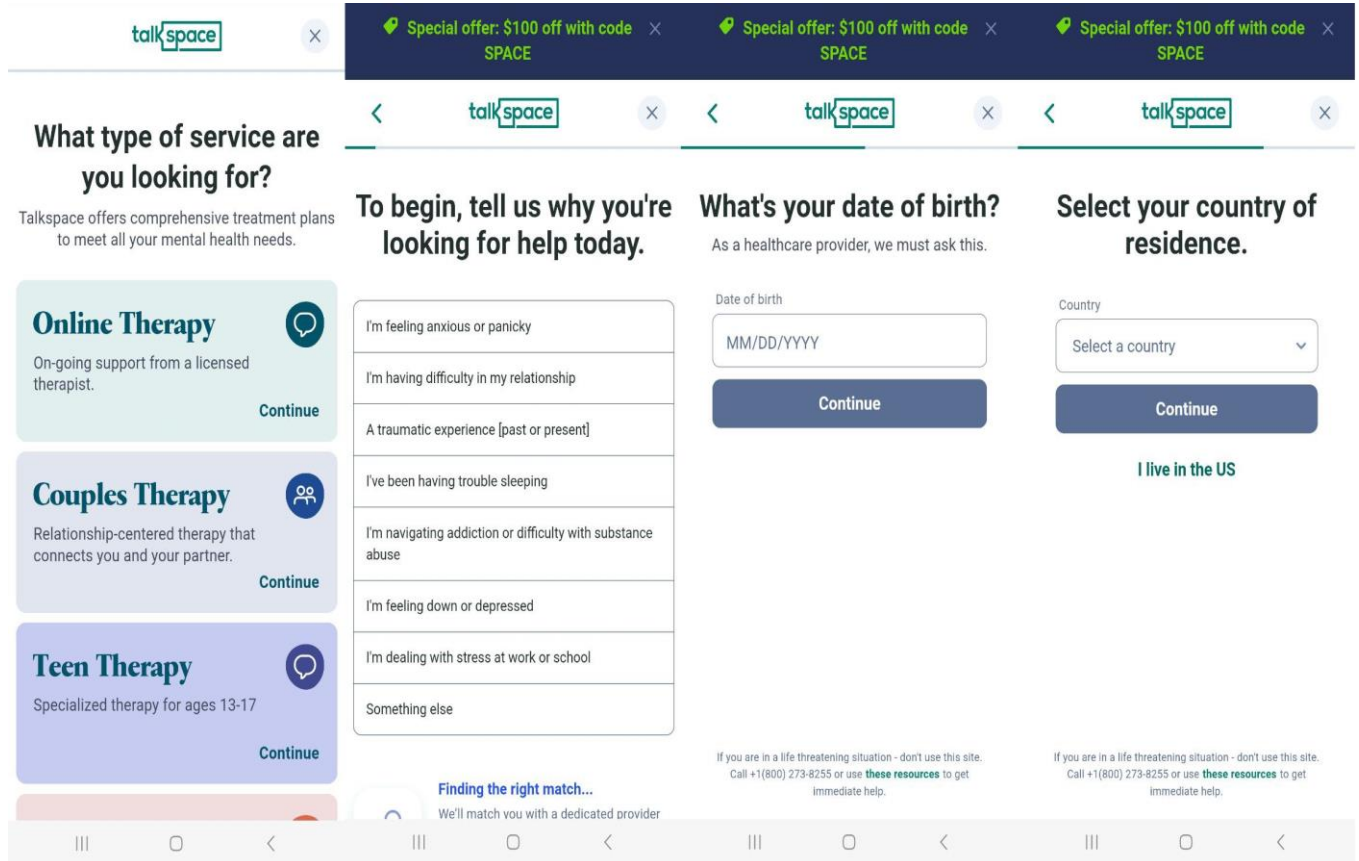 talkspace
What type of service are
you looking for?
Talkspace offers comprehensive treatment plans
to meet all your mental health needs.
Online Therapy
On-going support from a licensed
therapist.
Continue
Couples Therapy
Relationship-centered therapy that
connects you and your partner.
Continue
Teen Therapy
Specialized therapy for ages 13-17
Continue
Special offer: $100 off with code
SPACE
talkspace
To begin, tell us why you're
looking for help today.
I'm feeling anxious or panicky
I'm having difficulty in my relationship
A traumatic experience [past or present]
I've been having trouble sleeping
I'm navigating addiction or difficulty with substance
abuse
I'm feeling down or depressed
I'm dealing with stress at work or school
Something else
Finding the right match...
We'll match you with a dedicated provider
Special offer: $100 off with code
SPACE
talkspace
What's your date of birth?
As a healthcare provider, we must ask this.
Date of birth
MM/DD/YYYY
Continue
If you are in a life threatening situation - don't use this site.
Call +1(800) 273-8255 or use these resources to get
immediate help.
Special offer: $100 off with code
SPACE
talkspace
Select your country of
residence.
Country
Select a country
Continue
I live in the US
If you are in a life threatening situation - don't use this site.
Call +1(800) 273-8255 or use these resources to get
immediate help.